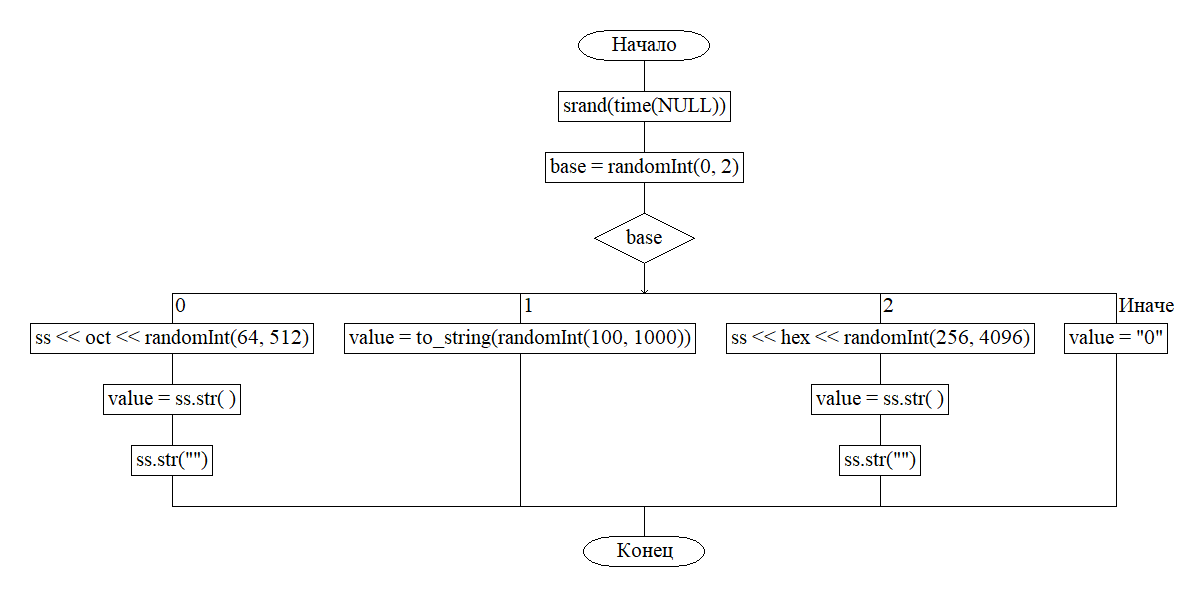 Начало
srand(time(NULL))
base = randomInt(0, 2)
base
0
1
2
Иначе
ss << oct << randomInt(64, 512)
value = to_string(randomInt(100, 1000))
ss << hex << randomInt(256, 4096)
value = "0"
value = ss.str( )
value = ss.str( )
ss.str("")
ss.str("")
Конец